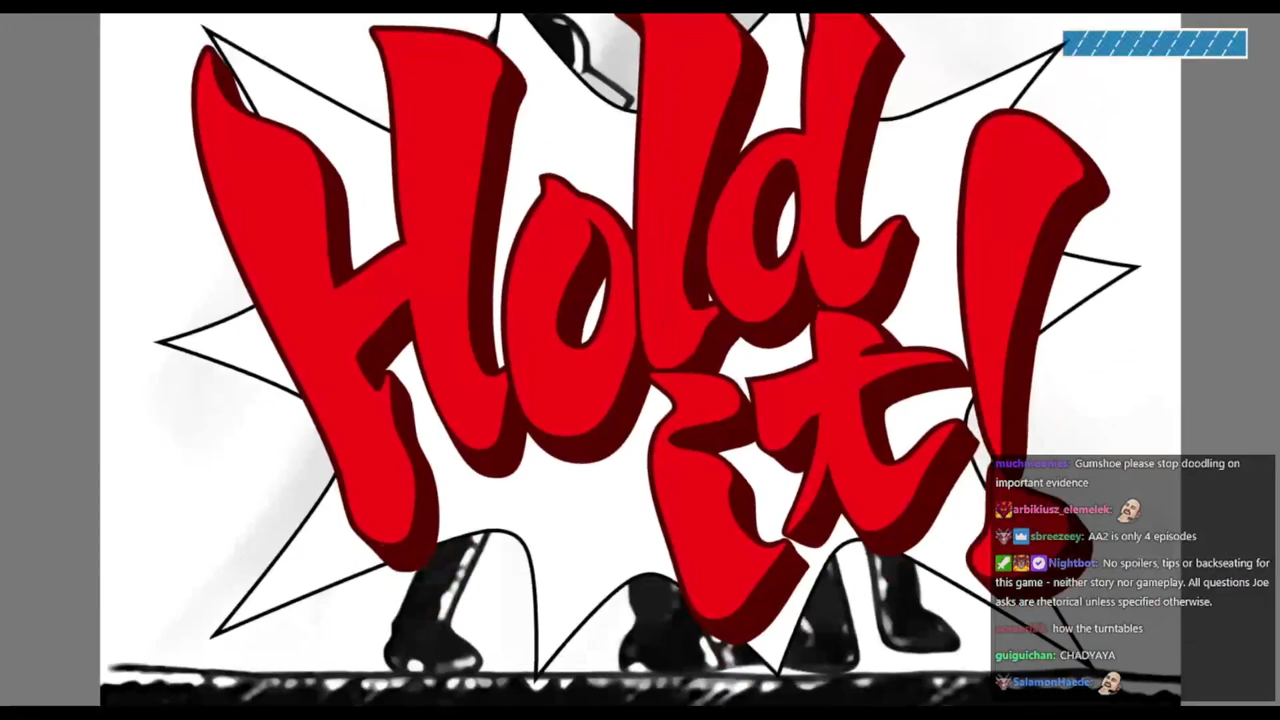 Hold
it!
Gumshoe please stop doodling on
important evidence
arbikiusz_elemelek:
sbreezeey: AA2 is only 4 episodes
Nightbot: No spoilers, tips or backseating for
this game - neither story nor gameplay. All questions Joe
asks are rhetorical unless specified otherwise.
how the turntables
guiguichan: CHADYAYA
SalamonHaede: